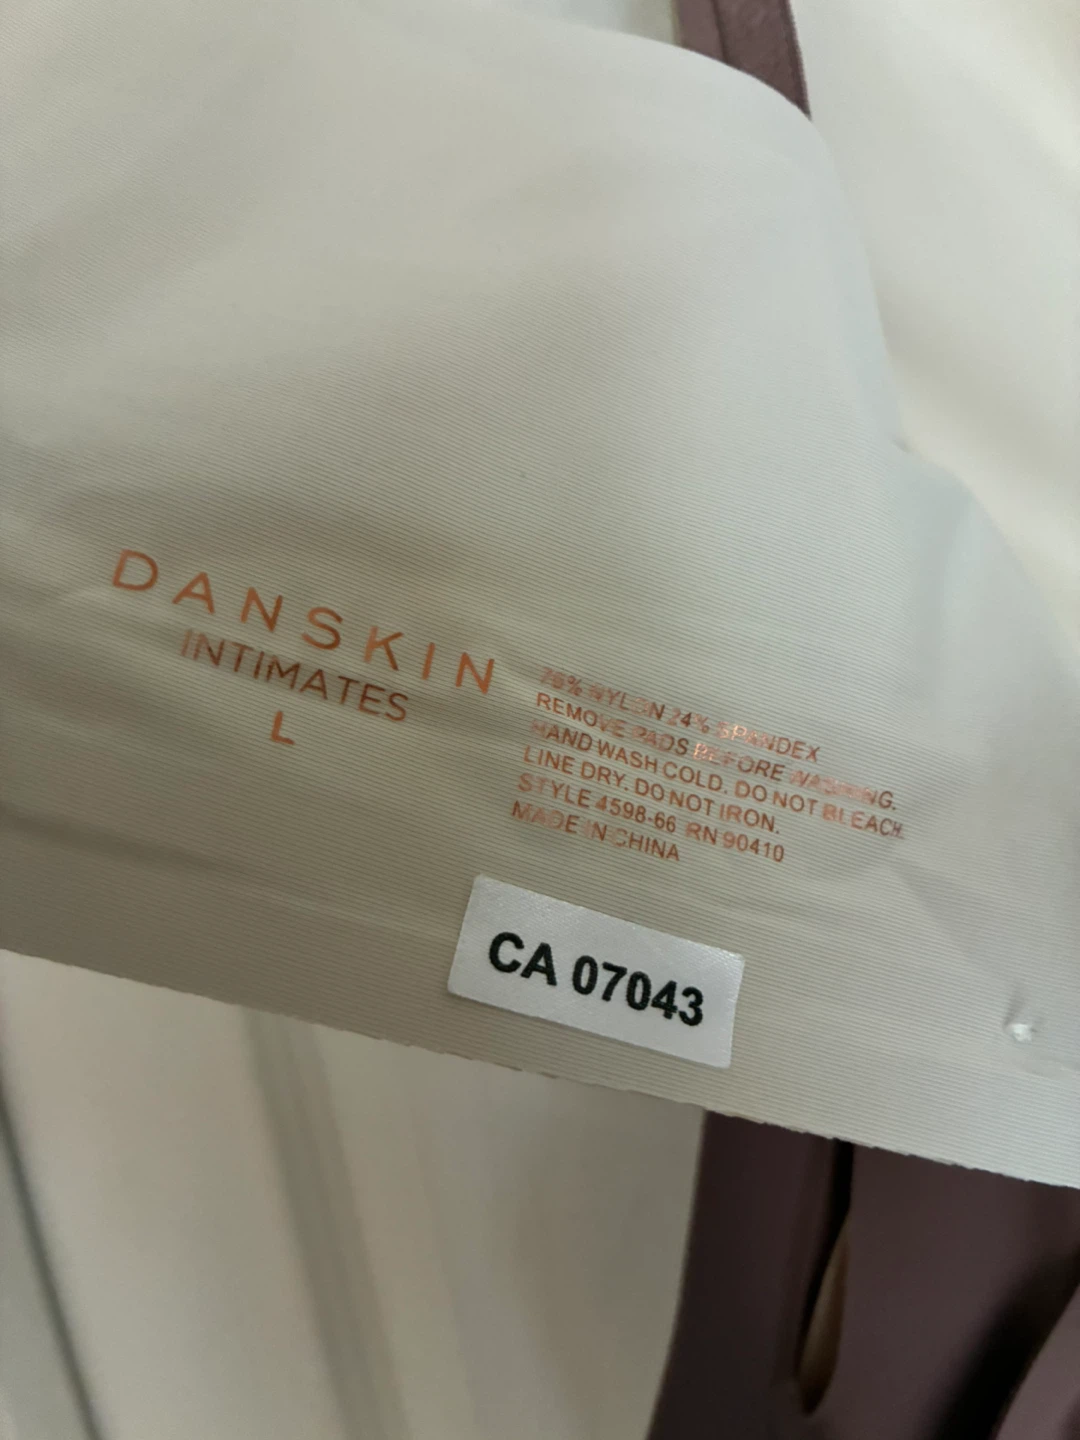 DANSKIN
INTIMATES
L
76% NYLON 24% SPANDEX
REMOVE PADS BEFORE WASHING.
HAND WASH COLD. DO NOT BLEACH.
LINE DRY. DO NOT IRON.
STYLE 4598-66 RN 90410
MADE IN CHINA
CA 07043